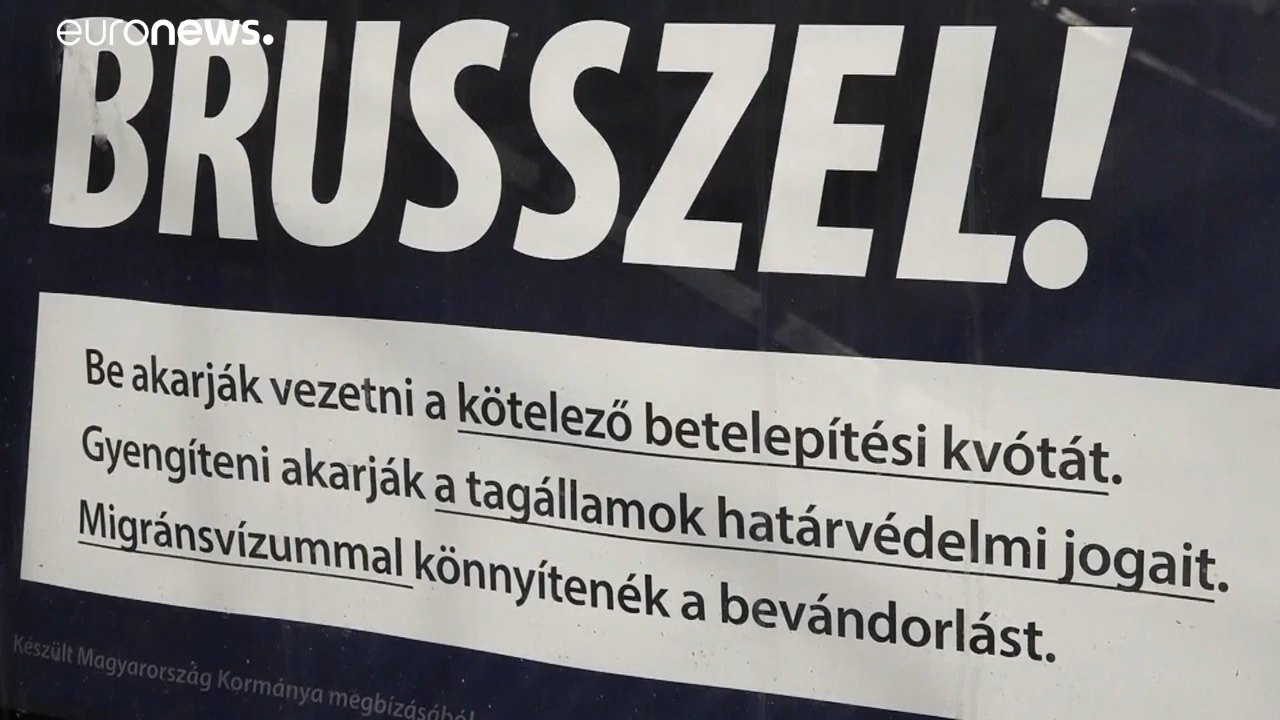 euronews.
BRUSSZEL!
Be akarják vezetni a kötelező betelepítési kvótát.
Gyengíteni akarják a tagállamok határvédelmi jogait.
Migránsvízummal könnyítenék a bevándorlást.
Készült Magyarország Kormánya megbízásából